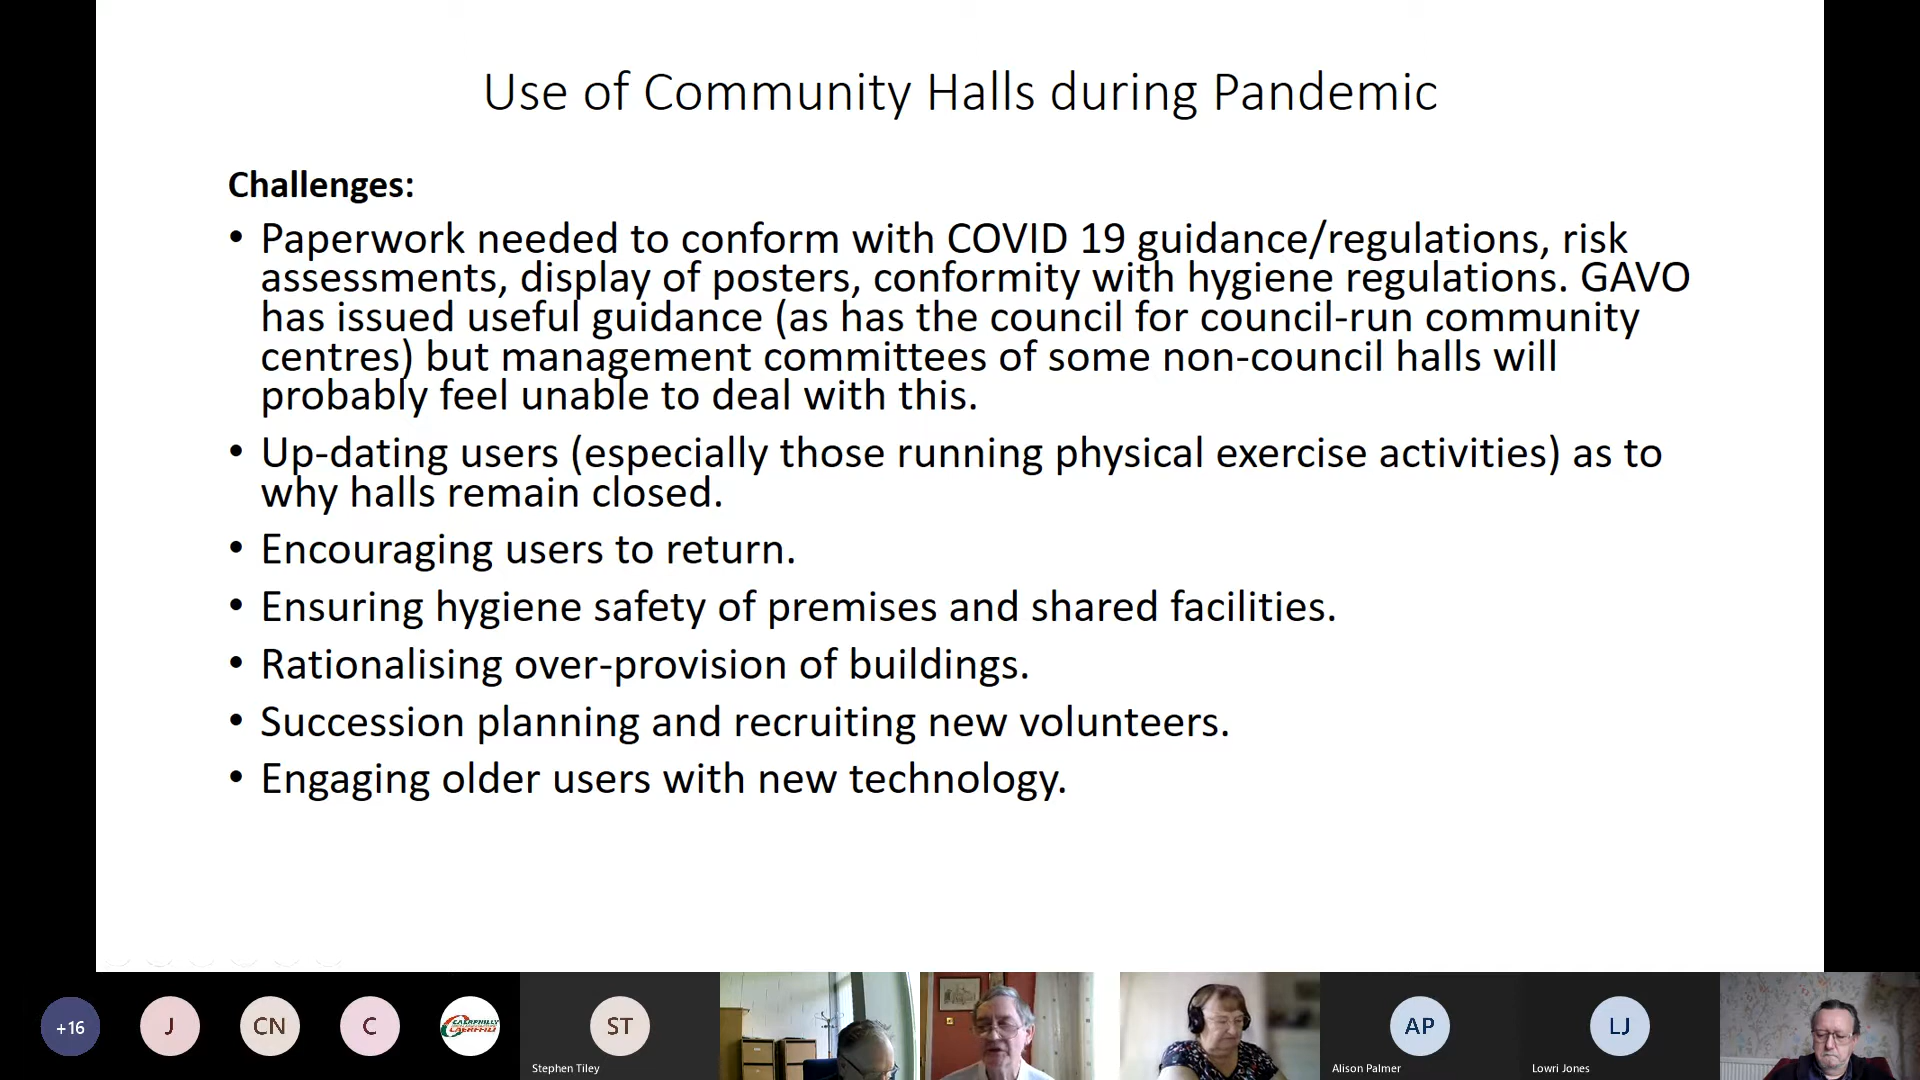 Use of Community Halls during Pandemic
Challenges:
• Paperwork needed to conform with COVID 19 guidance/regulations, risk
assessments, display of posters, conformity with hygiene regulations. GAVO
has issued useful guidance (as has the council for council-run community
centres) but management committees of some non-council halls will
probably feel unable to deal with this.
• Up-dating users (especially those running physical exercise activities) as to
why halls remain closed.
• Encouraging users to return.
• Ensuring hygiene safety of premises and shared facilities.
• Rationalising over-provision of buildings.
• Succession planning and recruiting new volunteers.
• Engaging older users with new technology.
+16
J
CN
C
CAERPHILLY
CAERFFILI
ST
Stephen Tiley
AP
Alison Palmer
LJ
Lowri Jones